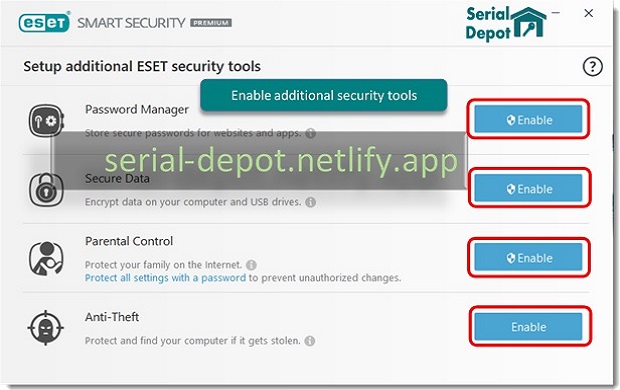 eset SMART SECURITY PREMIUM
Serial
Depot
Setup additional ESET security tools
?
Enable additional security tools
Password Manager
Store secure passwords for websites and apps.
Enable
serial-depot.netlify.app
Secure Data
Encrypt data on your computer and USB drives.
Enable
Parental Control
Protect your family on the Internet.
Protect all settings with a password to prevent unauthorized changes.
Enable
Anti-Theft
Protect and find your computer if it gets stolen.
Enable